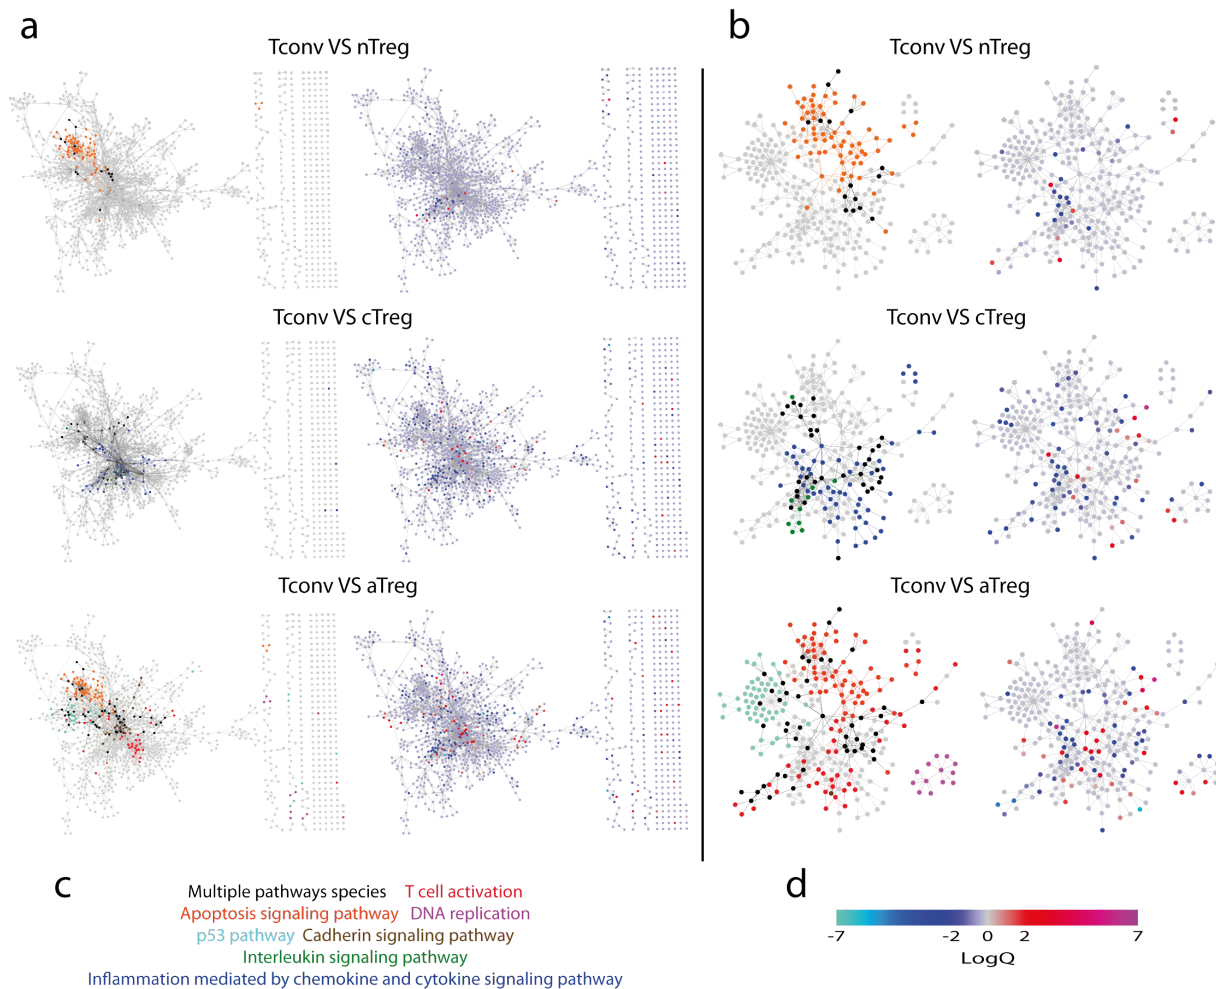 a
b
Tconv VS nTreg
Tconv VS nTreg
Tconv VS cTreg
Tconv VS cTreg
Tconv VS aTreg
Tconv VS aTreg
c
Multiple pathways species T cell activation
Apoptosis signaling pathway DNA replication
p53 pathway Cadherin signaling pathway
Interleukin signaling pathway
Inflammation mediated by chemokine and cytokine signaling pathway
d
-7 -2 0 2 7
LogQ